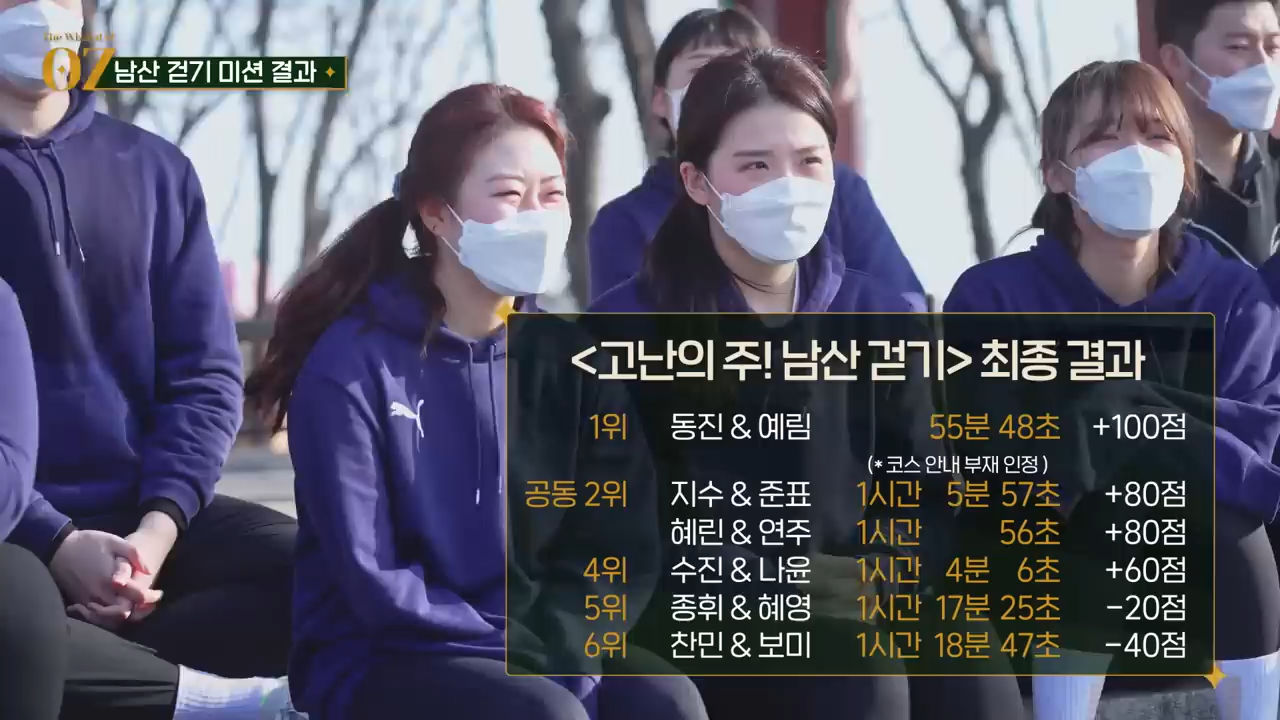 The Wizard of
OZ 남산 걷기 미션 결과
<고난의 주! 남산 걷기> 최종 결과
1위 동진 & 예림 55분 48초 +100점
(* 코스 안내 부재 인정 )
공동 2위 지수 & 준표 1시간 5분 57초 +80점
혜린 & 연주 1시간 56초 +80점
4위 수진 & 나윤 1시간 4분 6초 +60점
5위 종휘 & 혜영 1시간 17분 25초 -20점
6위 찬민 & 보미 1시간 18분 47초 -40점